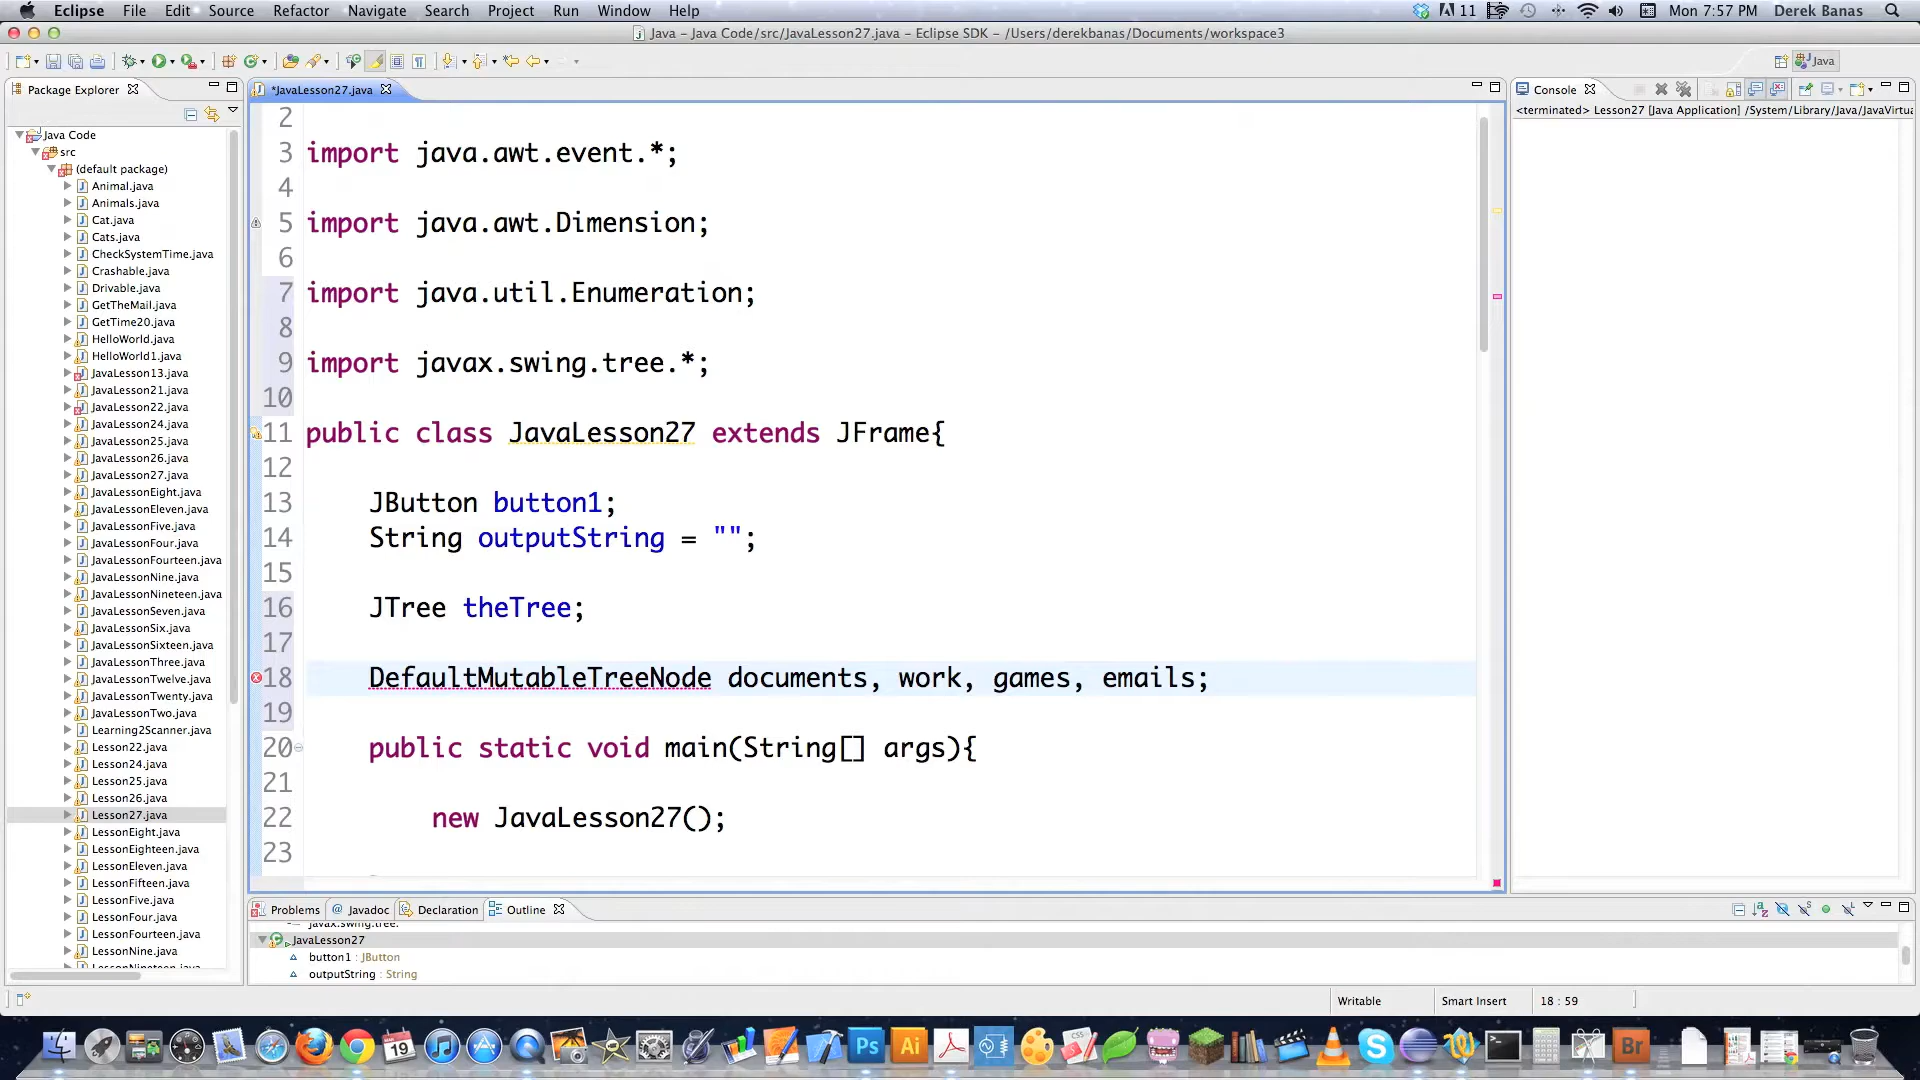 Eclipse File Edit Source Refactor Navigate Search Project Run Window Help
11 Mon 7:57 PM Derek Banas
Java – Java Code/src/JavaLesson27.java – Eclipse SDK – /Users/derekbanas/Documents/workspace3
Java
Package Explorer
Java Code
src
(default package)
Animal.java
Animals.java
Cat.java
Cats.java
CheckSystemTime.java
Crashable.java
Drivable.java
GetTheMail.java
GetTime20.java
HelloWorld.java
HelloWorld1.java
JavaLesson13.java
JavaLesson21.java
JavaLesson22.java
JavaLesson24.java
JavaLesson25.java
JavaLesson26.java
JavaLesson27.java
JavaLessonEight.java
JavaLessonEleven.java
JavaLessonFive.java
JavaLessonFour.java
JavaLessonFourteen.java
JavaLessonNine.java
JavaLessonNineteen.java
JavaLessonSeven.java
JavaLessonSix.java
JavaLessonSixteen.java
JavaLessonThree.java
JavaLessonTwelve.java
JavaLessonTwenty.java
JavaLessonTwo.java
Learning2Scanner.java
Lesson22.java
Lesson24.java
Lesson25.java
Lesson26.java
Lesson27.java
LessonEight.java
LessonEighteen.java
LessonEleven.java
LessonFifteen.java
LessonFive.java
LessonFour.java
LessonFourteen.java
LessonNine.java
LessonNineteen.java
*JavaLesson27.java
2
3 import java.awt.event.*;
4
5 import java.awt.Dimension;
6
7 import java.util.Enumeration;
8
9 import javax.swing.tree.*;
10
11 public class JavaLesson27 extends JFrame{
12
13 JButton button1;
14 String outputString = "";
15
16 JTree theTree;
17
18 DefaultMutableTreeNode documents, work, games, emails;
19
20 public static void main(String[] args){
21
22 new JavaLesson27();
23
Console
<terminated> Lesson27 [Java Application] /System/Library/Java/JavaVirtua
Problems @ Javadoc Declaration Outline
javax.swing.tree.
JavaLesson27
button1 : JButton
outputString : String
Writable Smart Insert 18 : 59
19 Ps Ai Br